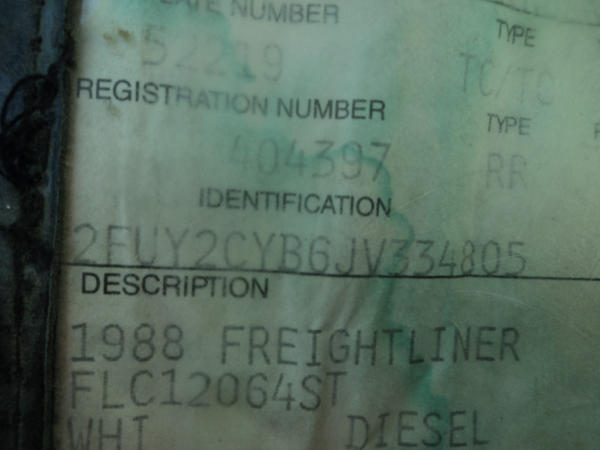 NUMBER TYPE
52219 TC/TC
REGISTRATION NUMBER TYPE
404397 RR
IDENTIFICATION
2FUY2CYB6JV334805
DESCRIPTION
1988 FREIGHTLINER
FLC12064ST
WHI DIESEL